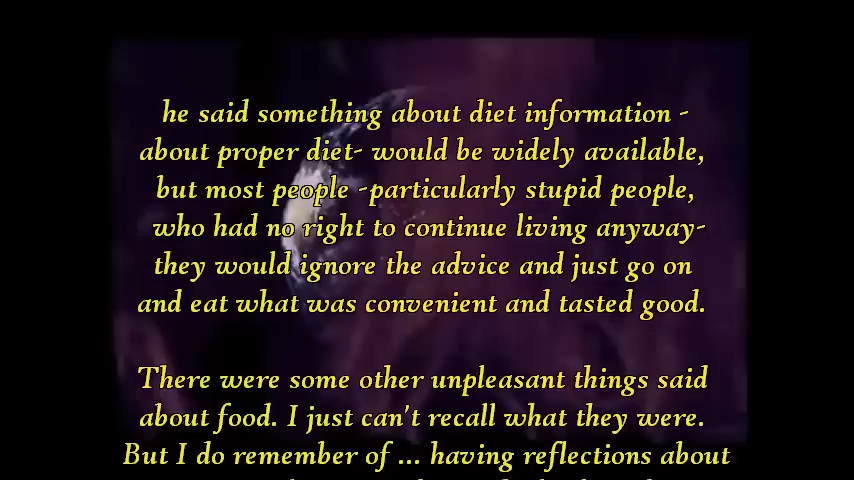 he said something about diet information -
about proper diet- would be widely available,
but most people -particularly stupid people,
who had no right to continue living anyway-
they would ignore the advice and just go on
and eat what was convenient and tasted good.
There were some other unpleasant things said
about food. I just can't recall what they were.
But I do remember of ... having reflections about